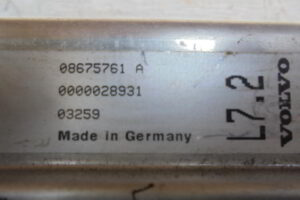 08675761 A
0000028931
03259
Made in Germany
L7.2
VOLVO